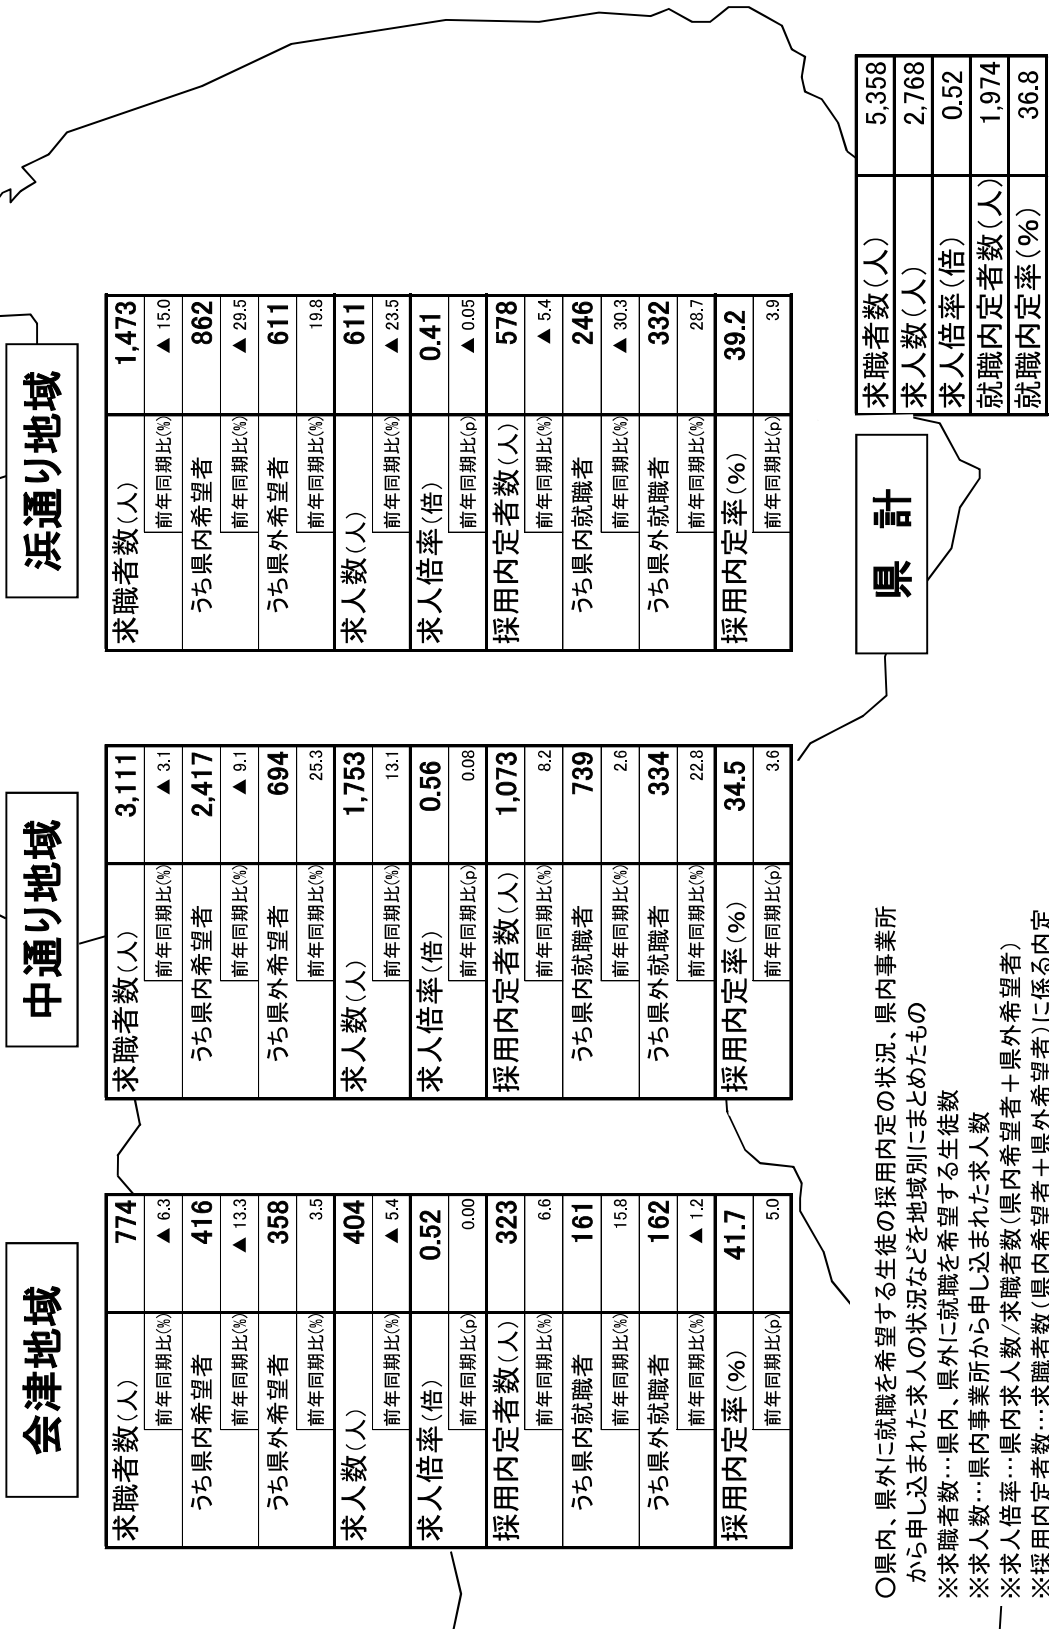 会津地域
求職者数(人) 774
前年同期比(%) ▲ 6.3
うち県内希望者 416
前年同期比(%) ▲ 13.3
うち県外希望者 358
前年同期比(%) 3.5
求人数(人) 404
前年同期比(%) ▲ 5.4
求人倍率(倍) 0.52
前年同期比(p) 0.00
採用内定者数(人) 323
前年同期比(%) 6.6
うち県内就職者 161
前年同期比(%) 15.8
うち県外就職者 162
前年同期比(%) ▲ 1.2
採用内定率(%) 41.7
前年同期比(p) 5.0
中通り地域
求職者数(人) 3,111
前年同期比(%) ▲ 3.1
うち県内希望者 2,417
前年同期比(%) ▲ 9.1
うち県外希望者 694
前年同期比(%) 25.3
求人数(人) 1,753
前年同期比(%) 13.1
求人倍率(倍) 0.56
前年同期比(p) 0.08
採用内定者数(人) 1,073
前年同期比(%) 8.2
うち県内就職者 739
前年同期比(%) 2.6
うち県外就職者 334
前年同期比(%) 22.8
採用内定率(%) 34.5
前年同期比(p) 3.6
浜通り地域
求職者数(人) 1,473
前年同期比(%) ▲ 15.0
うち県内希望者 862
前年同期比(%) ▲ 29.5
うち県外希望者 611
前年同期比(%) 19.8
求人数(人) 611
前年同期比(%) ▲ 23.5
求人倍率(倍) 0.41
前年同期比(p) ▲ 0.05
採用内定者数(人) 578
前年同期比(%) ▲ 5.4
うち県内就職者 246
前年同期比(%) ▲ 30.3
うち県外就職者 332
前年同期比(%) 28.7
採用内定率(%) 39.2
前年同期比(p) 3.9
県 計
求職者数(人) 5,358
求人数(人) 2,768
求人倍率(倍) 0.52
就職内定者数(人) 1,974
就職内定率(%) 36.8
○県内、県外に就職を希望する生徒の採用内定の状況、県内事業所
から申し込まれた求人の状況などを地域別にまとめたもの
※求職者数…県内、県外に就職を希望する生徒数
※求人数…県内事業所から申し込まれた求人数
※求人倍率…県内求人数/求職者数(県内希望者+県外希望者)
※採用内定者数…求職者数(県内希望者+県外希望者)に係る内定